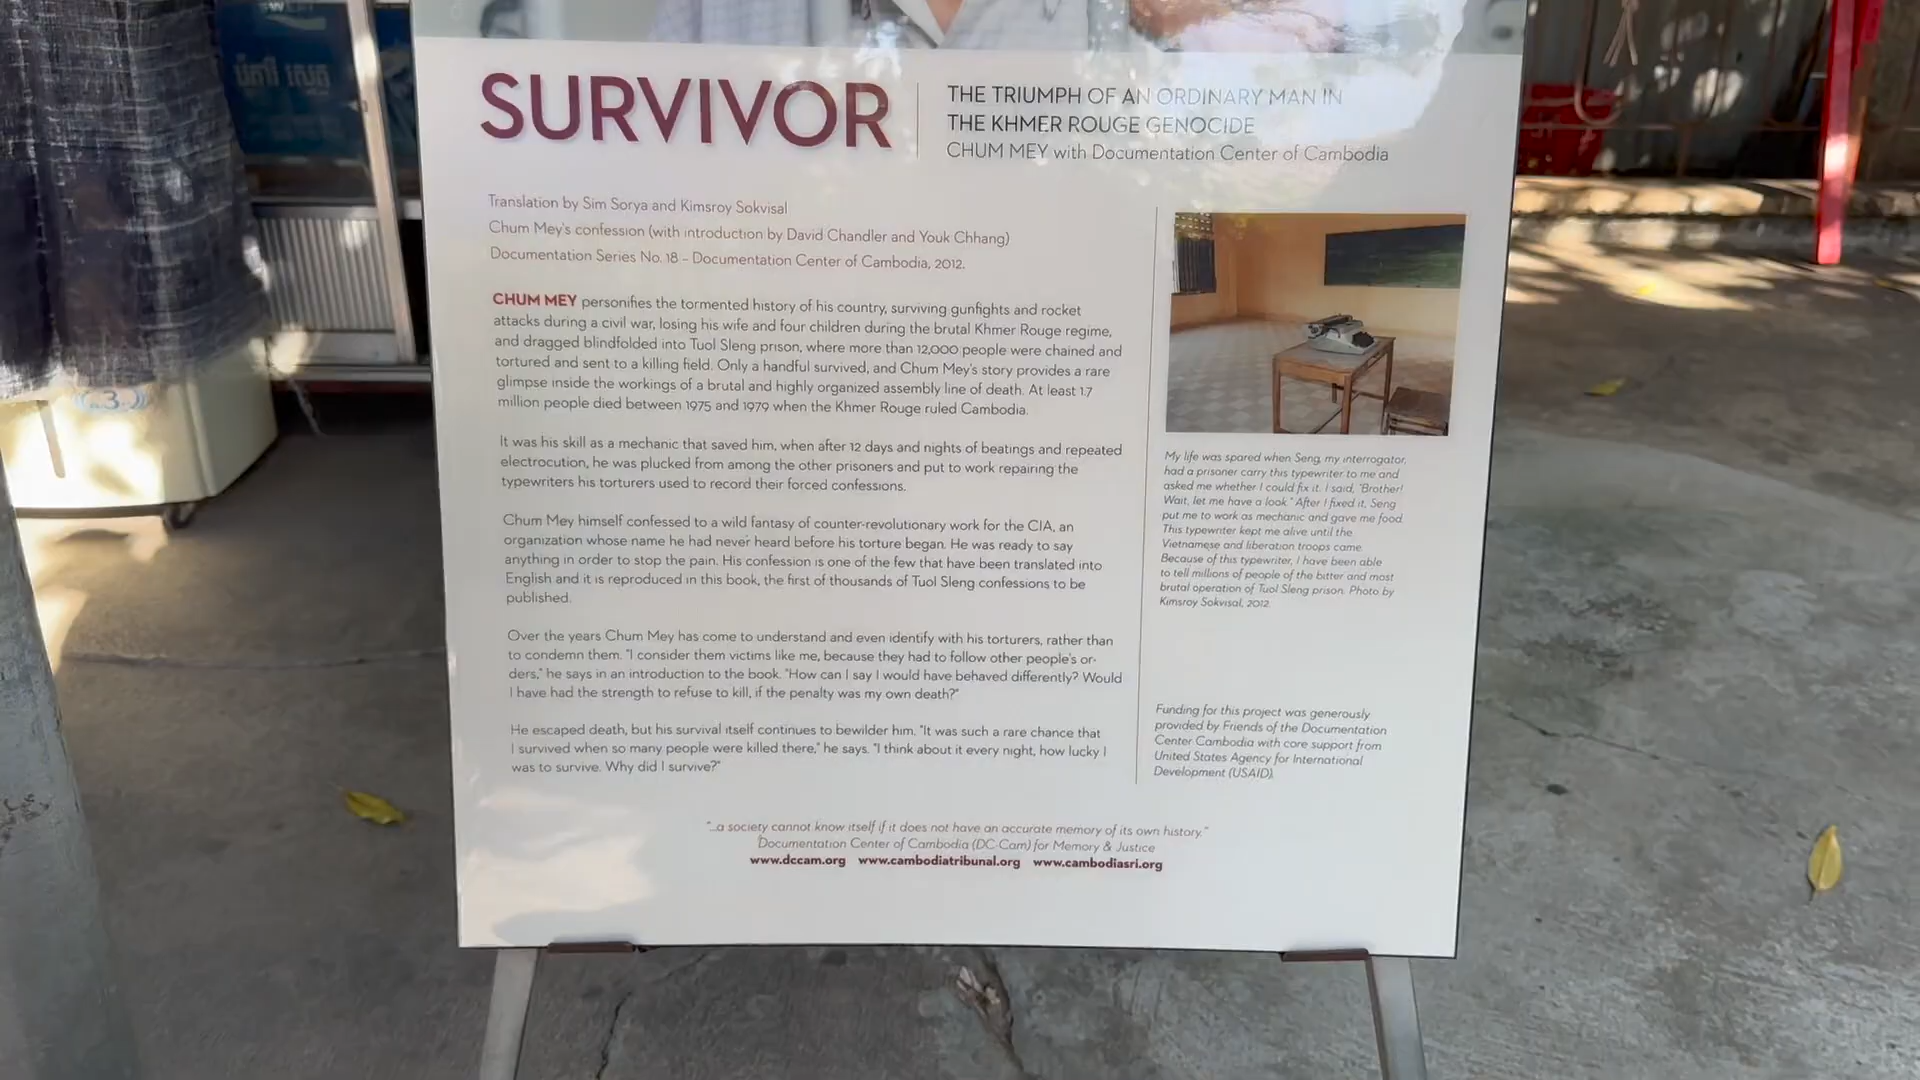 SURVIVOR
THE TRIUMPH OF AN ORDINARY MAN IN
THE KHMER ROUGE GENOCIDE
CHUM MEY with Documentation Center of Cambodia
Translation by Sim Sorya and Kimsroy Sokvisal
Chum Mey's confession (with introduction by David Chandler and Youk Chhang)
Documentation Series No. 18 – Documentation Center of Cambodia, 2012.
CHUM MEY personifies the tormented history of his country, surviving gunfights and rocket
attacks during a civil war, losing his wife and four children during the brutal Khmer Rouge regime,
and dragged blindfolded into Tuol Sleng prison, where more than 12,000 people were chained and
tortured and sent to a killing field. Only a handful survived, and Chum Mey's story provides a rare
glimpse inside the workings of a brutal and highly organized assembly line of death. At least 1.7
million people died between 1975 and 1979 when the Khmer Rouge ruled Cambodia.
It was his skill as a mechanic that saved him, when after 12 days and nights of beatings and repeated
electrocution, he was plucked from among the other prisoners and put to work repairing the
typewriters his torturers used to record their forced confessions.
Chum Mey himself confessed to a wild fantasy of counter-revolutionary work for the CIA, an
organization whose name he had never heard before his torture began. He was ready to say
anything in order to stop the pain. His confession is one of the few that have been translated into
English and it is reproduced in this book, the first of thousands of Tuol Sleng confessions to be
published.
Over the years Chum Mey has come to understand and even identify with his torturers, rather than
to condemn them. "I consider them victims like me, because they had to follow other people's or-
ders," he says in an introduction to the book. "How can I say I would have behaved differently? Would
I have had the strength to refuse to kill, if the penalty was my own death?"
He escaped death, but his survival itself continues to bewilder him. "It was such a rare chance that
I survived when so many people were killed there," he says. "I think about it every night, how lucky I
was to survive. Why did I survive?"
My life was spared when Seng, my interrogator,
had a prisoner carry this typewriter to me and
asked me whether I could fix it. I said, "Brother!
Wait, let me have a look." After I fixed it, Seng
put me to work as mechanic and gave me food.
This typewriter kept me alive until the
Vietnamese and liberation troops came.
Because of this typewriter, I have been able
to tell millions of people of the bitter and most
brutal operation of Tuol Sleng prison. Photo by
Kimsroy Sokvisal, 2012.
Funding for this project was generously
provided by Friends of the Documentation
Center Cambodia with core support from
United States Agency for International
Development (USAID).
"...a society cannot know itself if it does not have an accurate memory of its own history."
Documentation Center of Cambodia (DC-Cam) for Memory & Justice
www.dccam.org www.cambodiatribunal.org www.cambodiasri.org